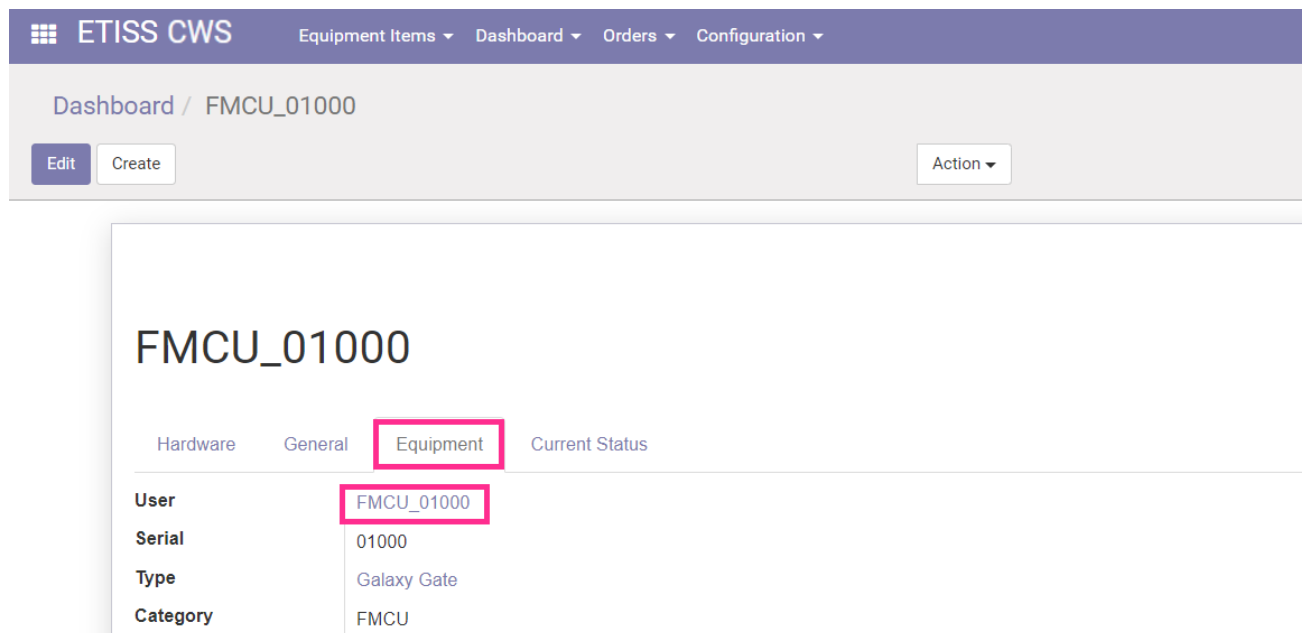 ETISS CWS Equipment Items Dashboard Orders Configuration
Dashboard / FMCU_01000
Edit Create Action
FMCU_01000
Hardware General Equipment Current Status
User FMCU_01000
Serial 01000
Type Galaxy Gate
Category FMCU